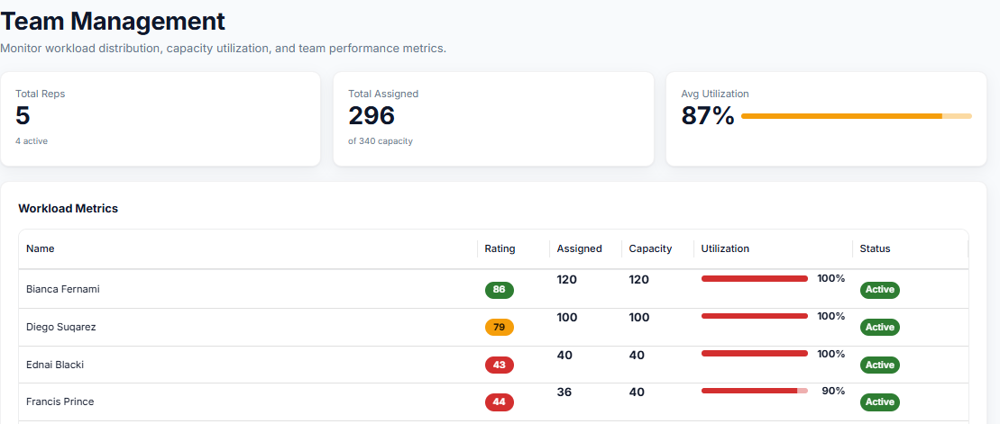 Team Management
Monitor workload distribution, capacity utilization, and team performance metrics.
Total Reps
5
4 active
Total Assigned
296
of 340 capacity
Avg Utilization
87%
Workload Metrics
Name Rating Assigned Capacity Utilization Status
Bianca Fernami 86 120 120 100% Active
Diego Suqarez 79 100 100 100% Active
Ednai Blacki 43 40 40 100% Active
Francis Prince 44 36 40 90% Active